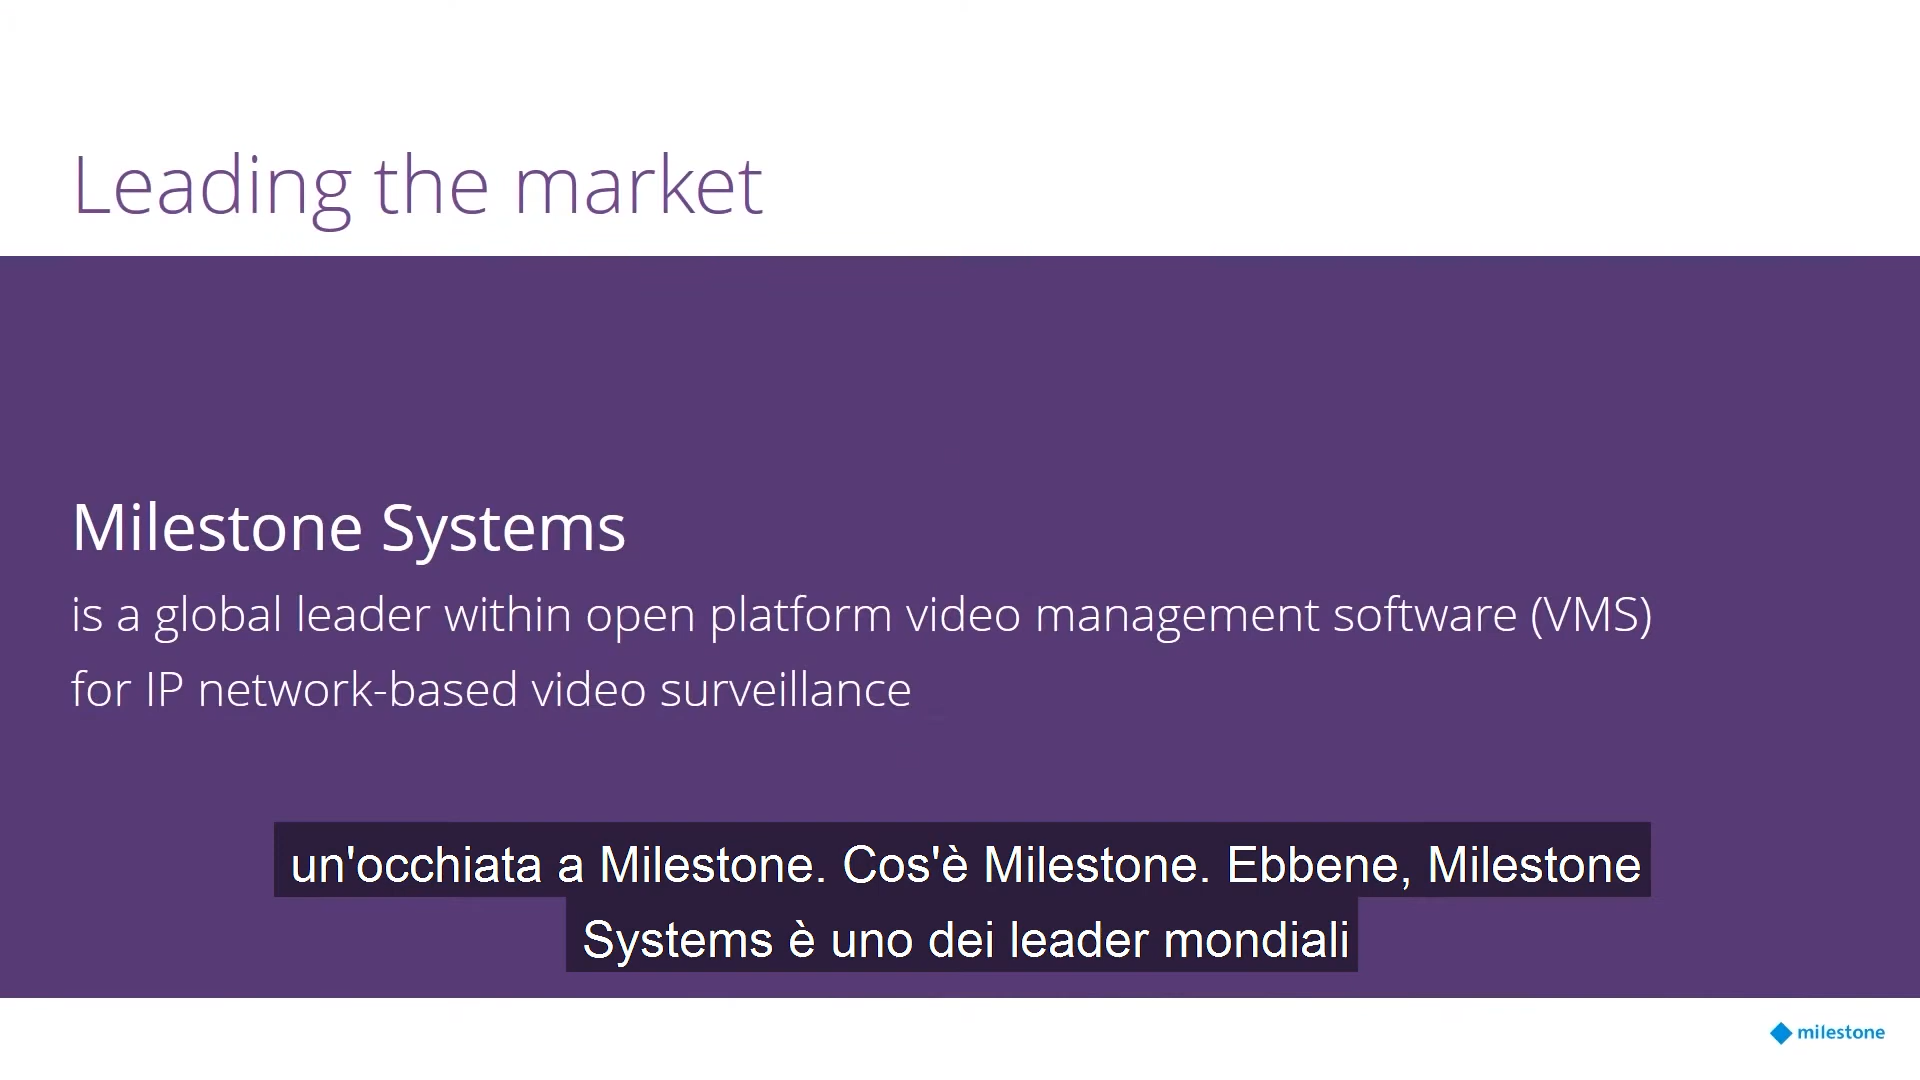 Leading the market
Milestone Systems
is a global leader within open platform video management software (VMS)
for IP network-based video surveillance
un'occhiata a Milestone. Cos'è Milestone. Ebbene, Milestone
Systems è uno dei leader mondiali
milestone